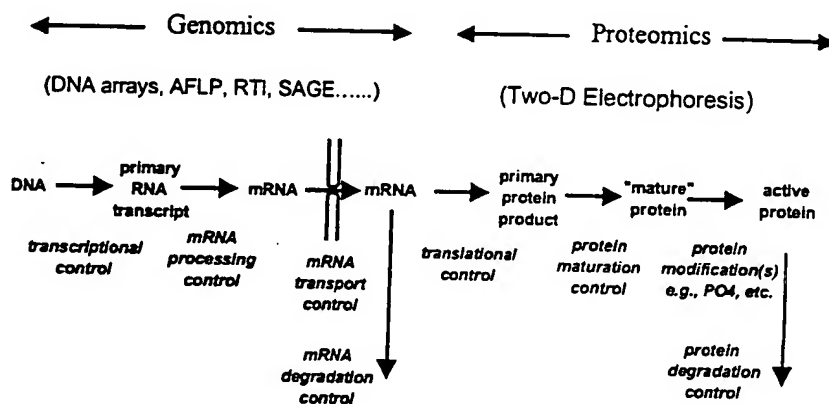 Genomics
Proteomics
(DNA arrays, AFLP, RTI, SAGE......)
(Two-D Electrophoresis)
DNA
primary
RNA
transcript
mRNA
mRNA
primary
protein
product
"mature"
protein
active
protein
transcriptional
control
mRNA
processing
control
mRNA
transport
control
translational
control
protein
maturation
control
protein
modification(s)
e.g., PO4, etc.
mRNA
degradation
control
protein
degradation
control